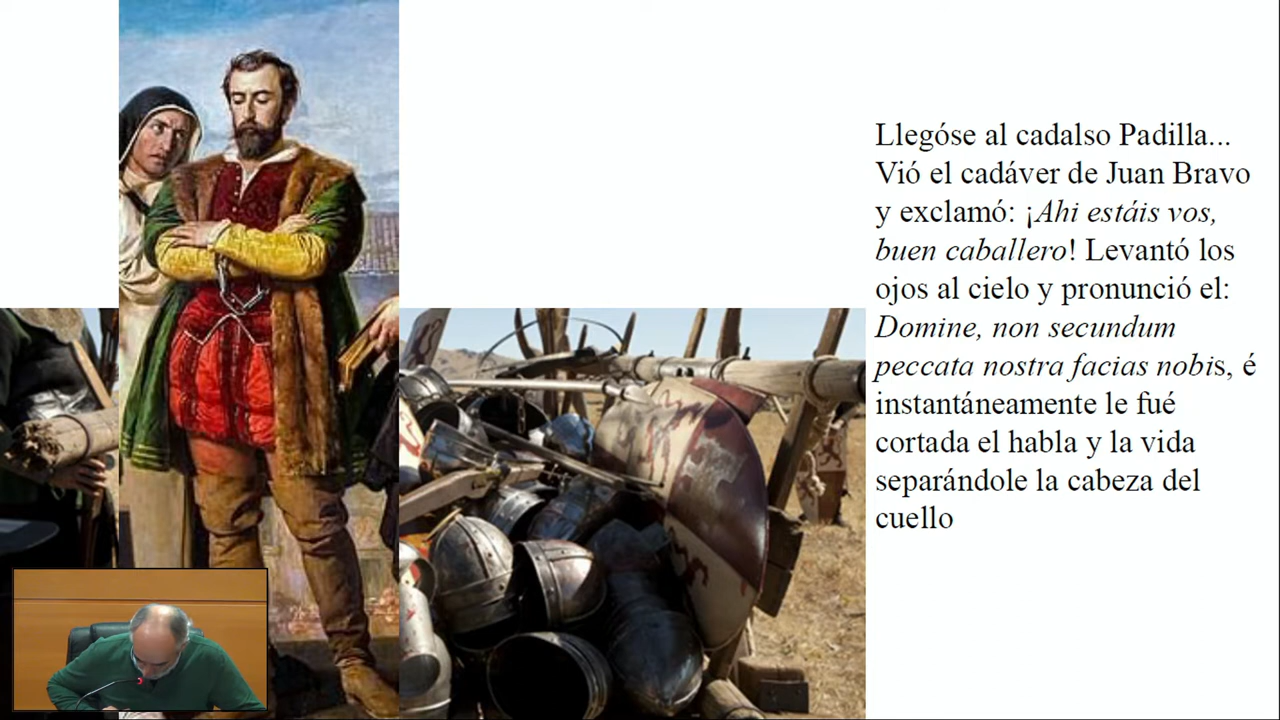 Llegóse al cadalso Padilla...
Vió el cadáver de Juan Bravo
y exclamó: ¡Ahi estáis vos,
buen caballero! Levantó los
ojos al cielo y pronunció el:
Domine, non secundum
peccata nostra facias nobis, é
instantáneamente le fué
cortada el habla y la vida
separándole la cabeza del
cuello